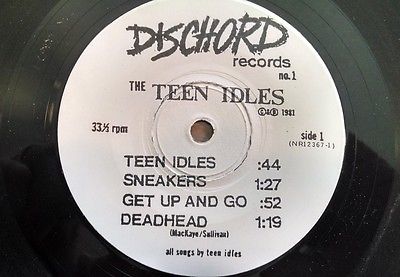 DISCHORD
records
no.1
THE TEEN IDLES
©&℗ 1981
33⅓ rpm
side 1
(NR12367-1)
TEEN IDLES :44
SNEAKERS 1:27
GET UP AND GO :52
DEADHEAD 1:19
(MacKaye/Sullivan)
all songs by teen idles